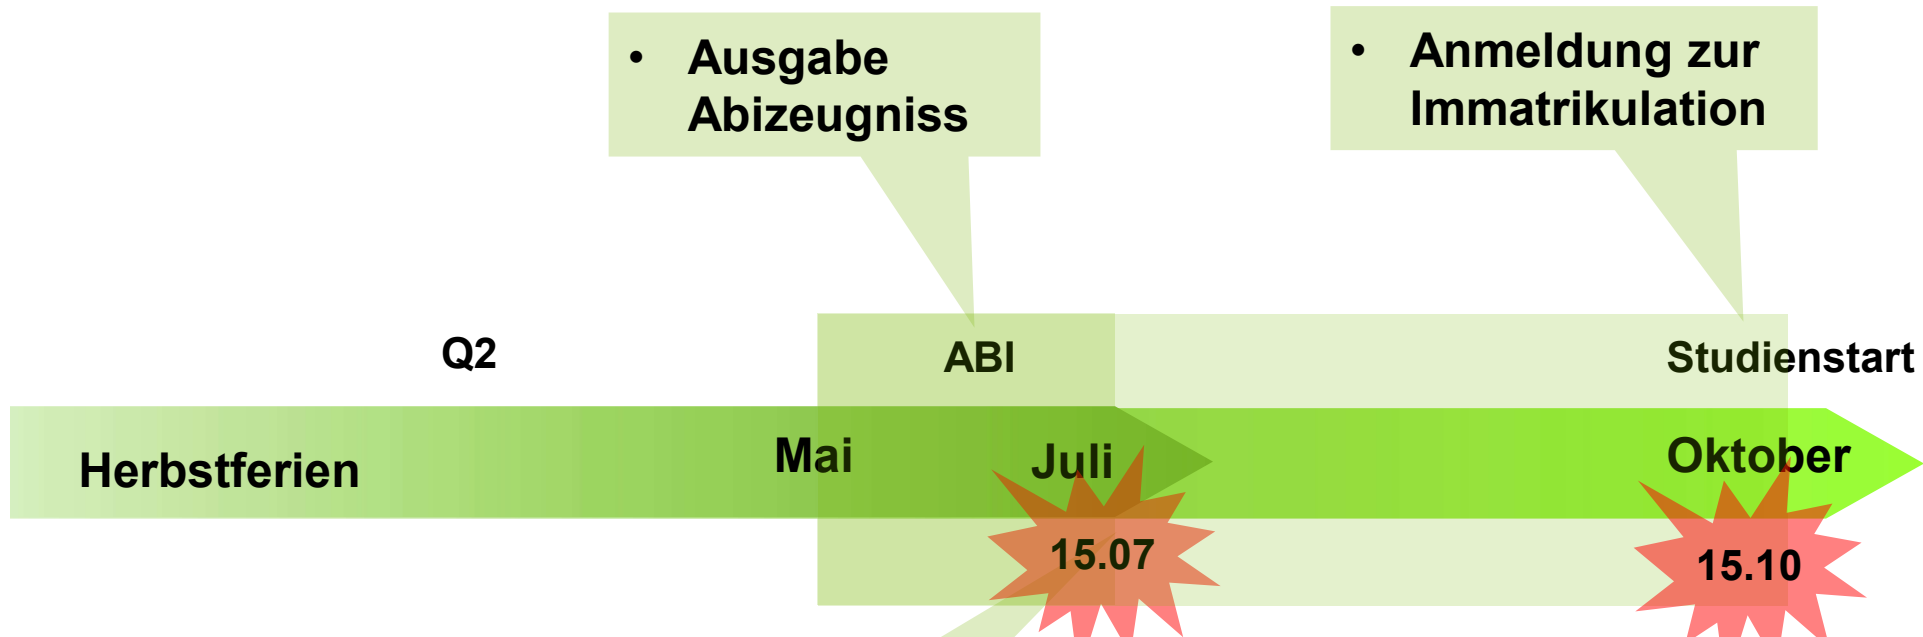 • Ausgabe
Abizeugniss
• Anmeldung zur
Immatrikulation
Q2
ABI
Studienstart
Herbstferien
Mai
Juli
Oktober
15.07
15.10